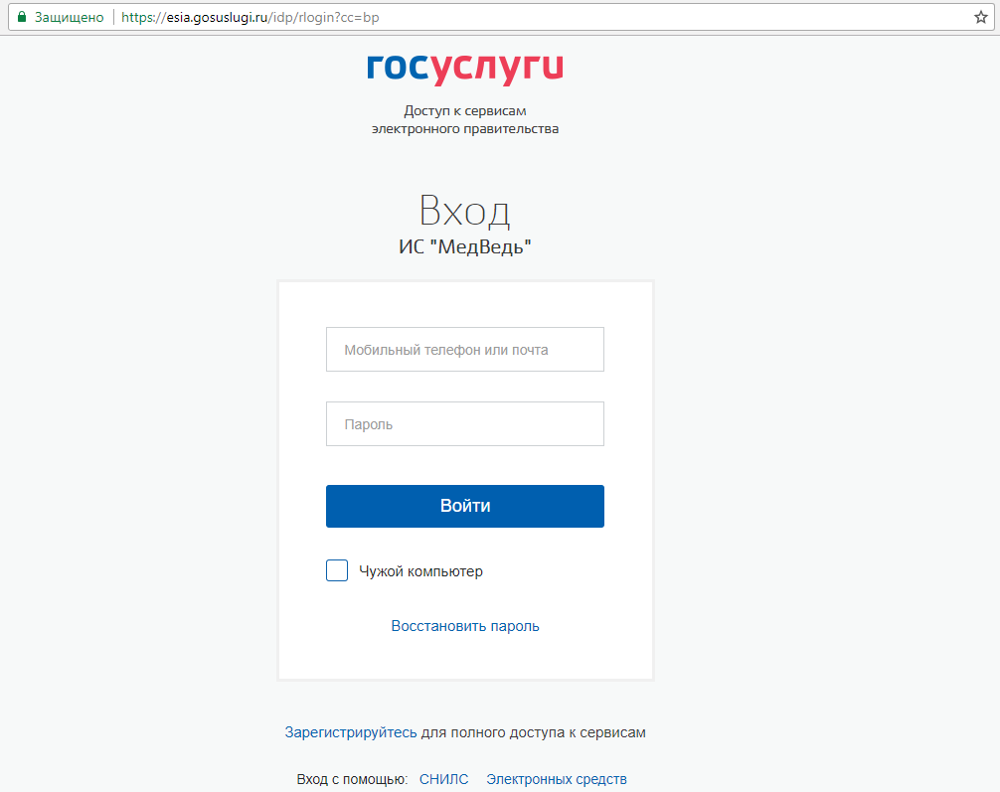 Защищено https://esia.gosuslugi.ru/idp/rlogin?cc=bp
госуслуги
Доступ к сервисам
электронного правительства
Вход
ИС "МедВедь"
Мобильный телефон или почта
Пароль
Войти
Чужой компьютер
Восстановить пароль
Зарегистрируйтесь для полного доступа к сервисам
Вход с помощью: СНИЛС Электронных средств